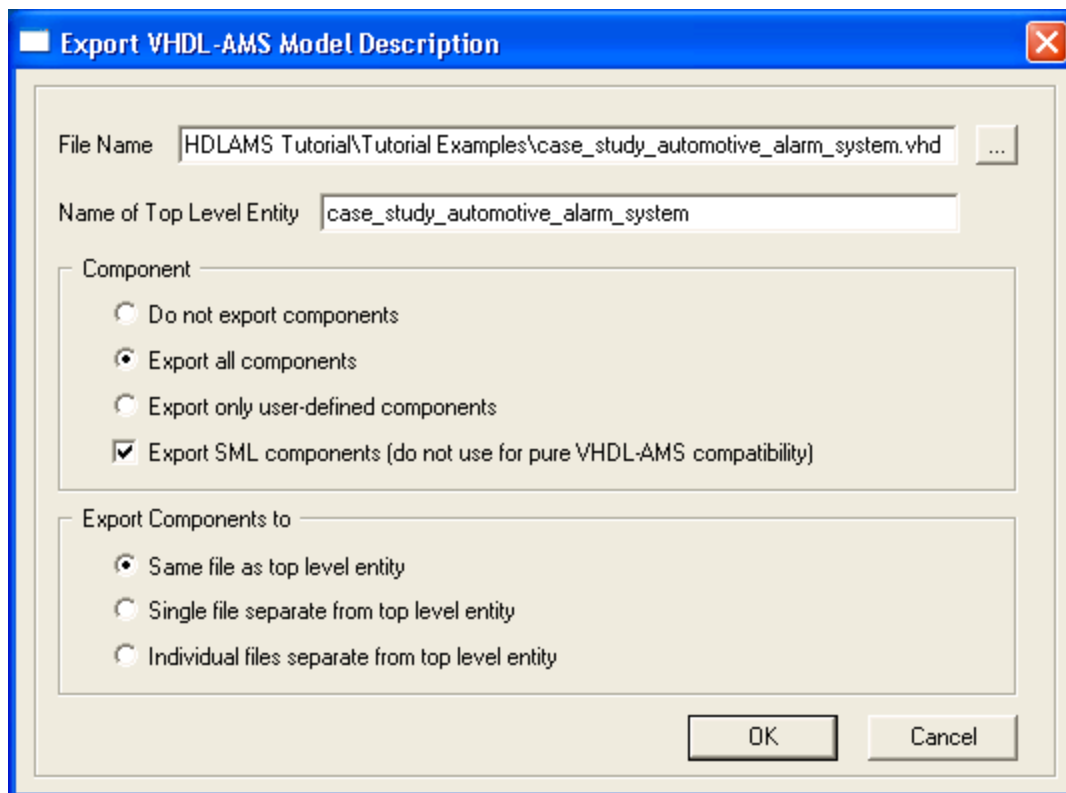 Export VHDL-AMS Model Description
File Name HDLAMS Tutorial\Tutorial Examples\case_study_automotive_alarm_system.vhd ...
Name of Top Level Entity case_study_automotive_alarm_system
Component
Do not export components
Export all components
Export only user-defined components
Export SML components (do not use for pure VHDL-AMS compatibility)
Export Components to
Same file as top level entity
Single file separate from top level entity
Individual files separate from top level entity
OK Cancel